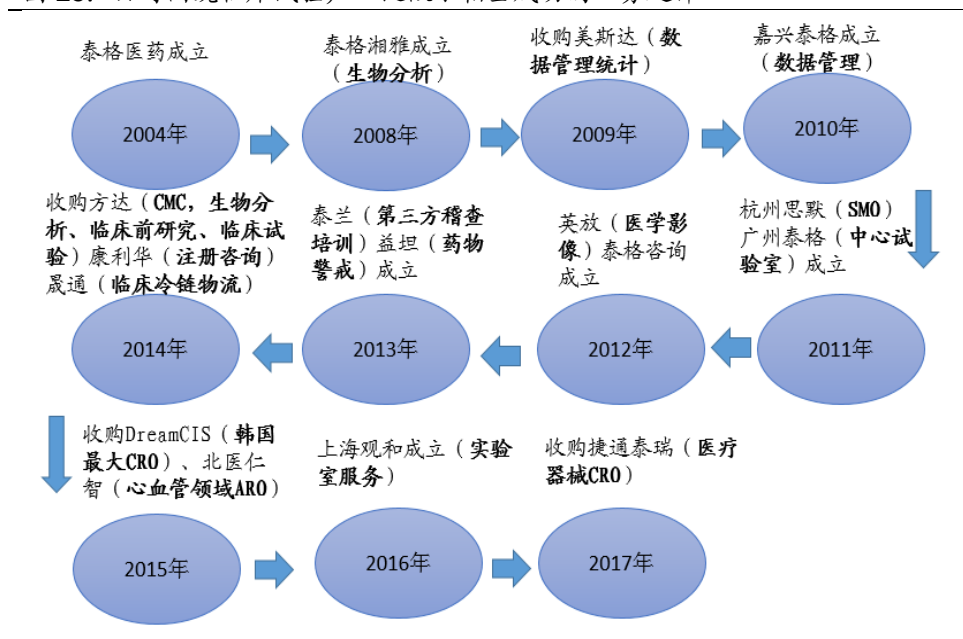 泰格医药成立
2004年
泰格湘雅成立
（生物分析）
2008年
收购美斯达（数
据管理统计）
2009年
嘉兴泰格成立
（数据管理）
2010年
杭州思默（SMO）
广州泰格（中心试
验室）成立
2011年
英放（医学影
像）泰格咨询
成立
2012年
泰兰（第三方稽查
培训）益坦（药物
警戒）成立
2013年
收购方达（CMC，生物分
析、临床前研究、临床试
验）康利华（注册咨询）
晟通（临床冷链物流）
2014年
收购DreamCIS（韩国
最大CRO）、北医仁
智（心血管领域ARO）
2015年
上海观和成立（实验
室服务）
2016年
收购捷通泰瑞（医疗
器械CRO）
2017年